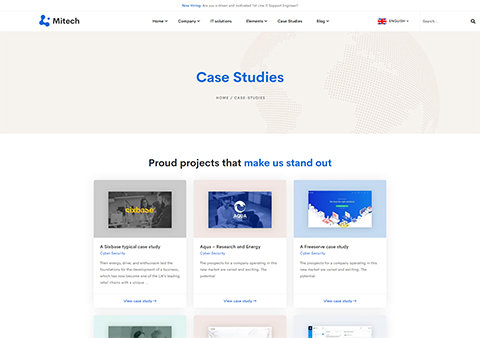 Now Hiring: Are you a driven and motivated 1st Line IT Support Engineer?
Mitech
Home Company IT solutions Elements Case Studies Blog
ENGLISH
Search...
Case Studies
HOME / CASE-STUDIES
Proud projects that make us stand out
sixbase
AQUA
A Sixbase typical case study
Cyber Security
Their energy, drive, and enthusiasm laid the
foundations for the development of a business,
which has now become one of the UK's leading
retail chains with a unique ...
View case study →
Aqua – Research and Energy
Cyber Security
The prospects for a company operating in this
new market are varied and exciting. The
potential
View case study →
A Freeserve case study
Cyber Security
The prospects for a company operating in this
new market are varied and exciting. The
potential
View case study →